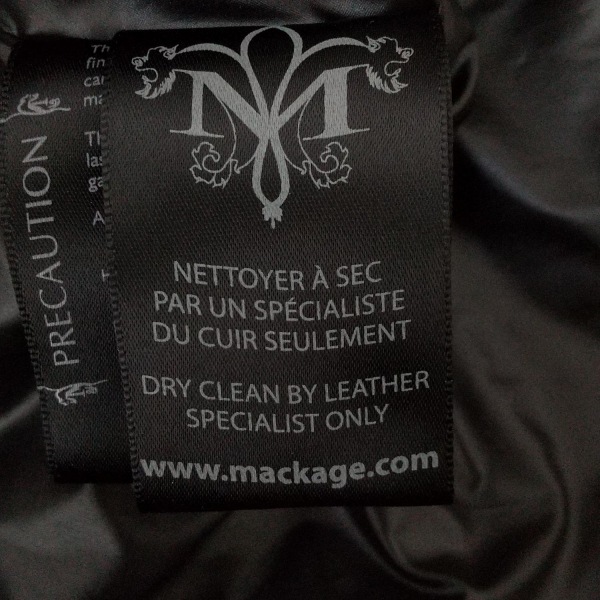 M
NETTOYER À SEC
PAR UN SPÉCIALISTE
DU CUIR SEULEMENT
DRY CLEAN BY LEATHER
SPECIALIST ONLY
www.mackage.com
PRECAUTION